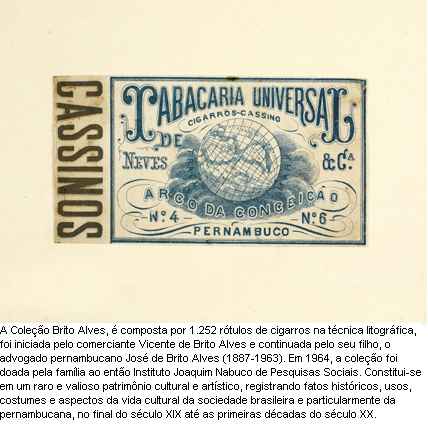 CASSINOS
TABACARIA UNIVERSAL
CIGARROS-CASSINO
DE
NEVES & Cª
ARCO DA CONCEICÃO
Nº 4 Nº 6
PERNAMBUCO
A Coleção Brito Alves, é composta por 1.252 rótulos de cigarros na técnica litográfica,
foi iniciada pelo comerciante Vicente de Brito Alves e continuada pelo seu filho, o
advogado pernambucano José de Brito Alves (1887-1963). Em 1964, a coleção foi
doada pela família ao então Instituto Joaquim Nabuco de Pesquisas Sociais. Constitui-se
em um raro e valioso patrimônio cultural e artístico, registrando fatos históricos, usos,
costumes e aspectos da vida cultural da sociedade brasileira e particularmente da
pernambucana, no final do século XIX até as primeiras décadas do século XX.